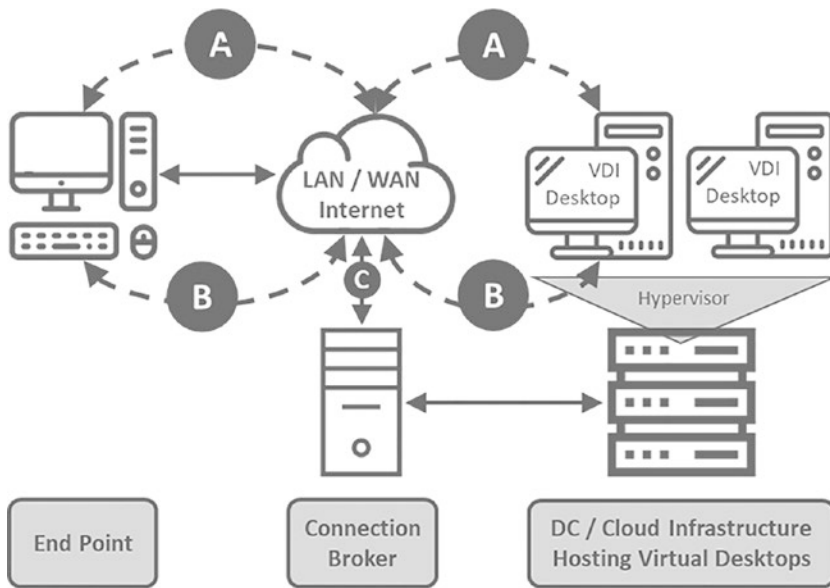 A
A
LAN / WAN
Internet
VDI
Desktop
VDI
Desktop
B
C
B
Hypervisor
End Point
Connection
Broker
DC / Cloud Infrastructure
Hosting Virtual Desktops